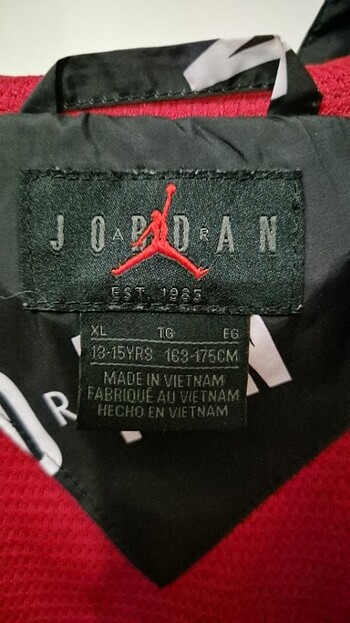 JORDAN
AIR
EST. 1985
XL TG EG
13-15YRS 163-175CM
MADE IN VIETNAM
FABRIQUÉ AU VIETNAM
HECHO EN VIETNAM
R